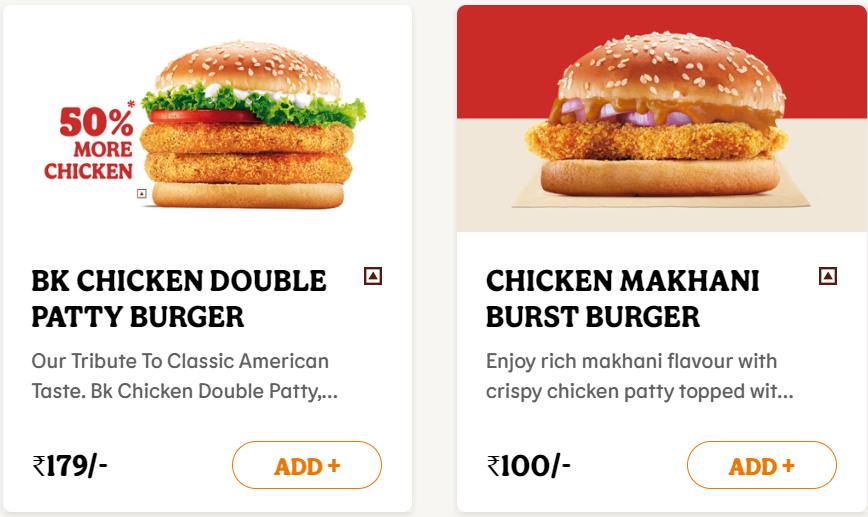 50%*
MORE
CHICKEN
BK CHICKEN DOUBLE
PATTY BURGER
Our Tribute To Classic American
Taste. Bk Chicken Double Patty,...
₹179/-
ADD +
CHICKEN MAKHANI
BURST BURGER
Enjoy rich makhani flavour with
crispy chicken patty topped wit...
₹100/-
ADD +